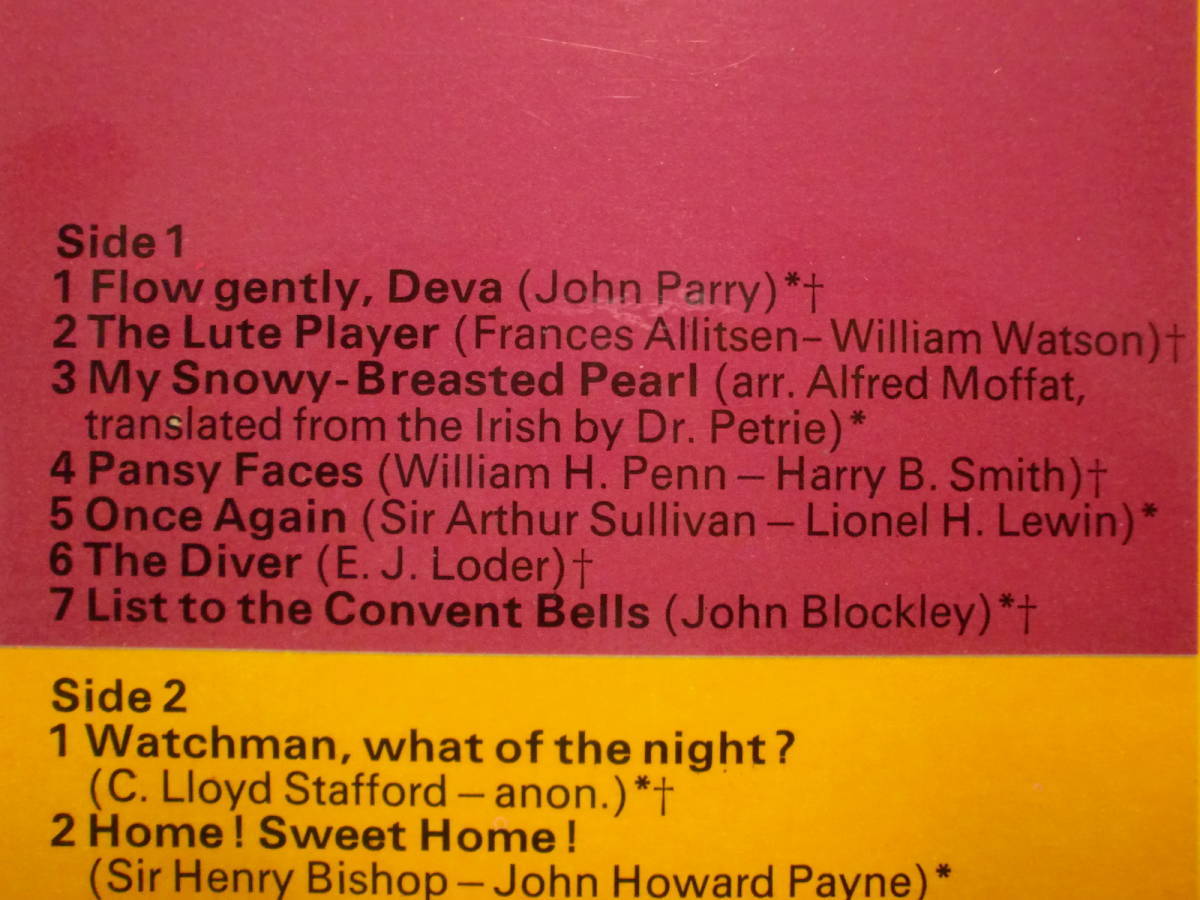 Side 1
1 Flow gently, Deva (John Parry)*†
2 The Lute Player (Frances Allitsen–William Watson)†
3 My Snowy-Breasted Pearl (arr. Alfred Moffat,
translated from the Irish by Dr. Petrie)*
4 Pansy Faces (William H. Penn – Harry B. Smith)†
5 Once Again (Sir Arthur Sullivan – Lionel H. Lewin)*
6 The Diver (E. J. Loder)†
7 List to the Convent Bells (John Blockley)*†
Side 2
1 Watchman, what of the night?
(C. Lloyd Stafford – anon.)*†
2 Home! Sweet Home!
(Sir Henry Bishop – John Howard Payne)*